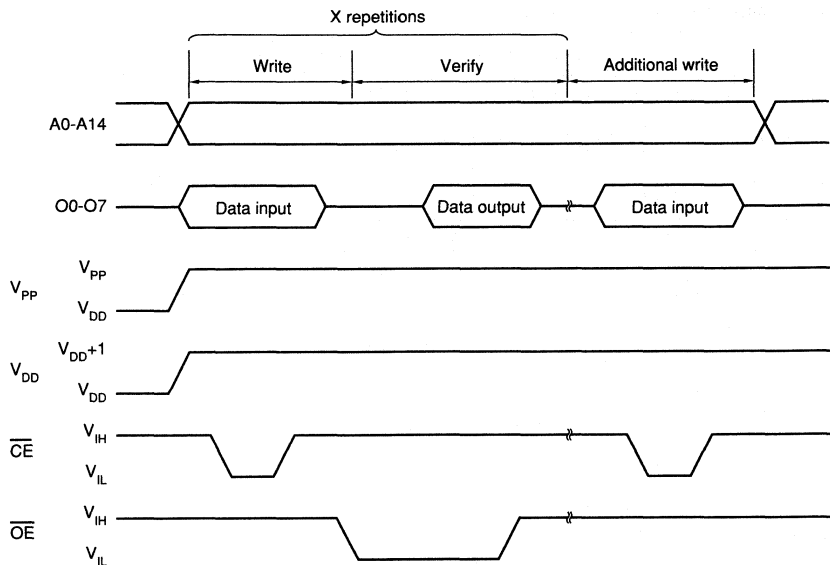 X repetitions
Write
Verify
Additional write
A0-A14
O0-O7
Data input
Data output
Data input
VPP
VPP
VDD
VDD
VDD+1
VDD
CE
VIH
VIL
OE
VIH
VIL